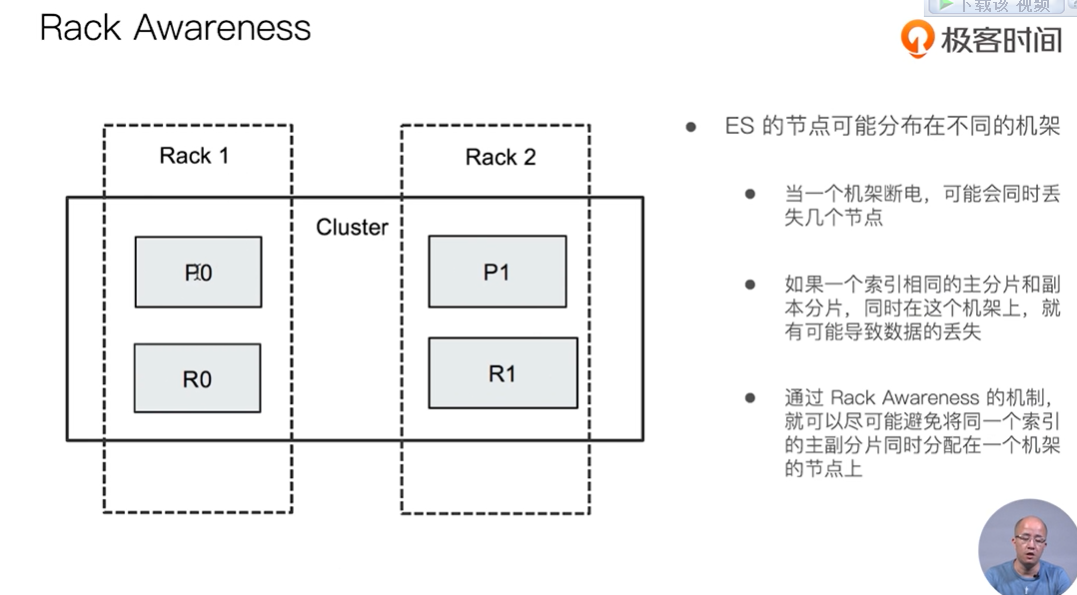 下载该 视频
Rack Awareness
极客时间
Rack 1
Rack 2
Cluster
P0
P1
R0
R1
ES 的节点可能分布在不同的机架
当一个机架断电，可能会同时丢
失几个节点
如果一个索引相同的主分片和副
本分片，同时在这个机架上，就
有可能导致数据的丢失
通过 Rack Awareness 的机制，
就可以尽可能避免将同一个索引
的主副分片同时分配在一个机架
的节点上